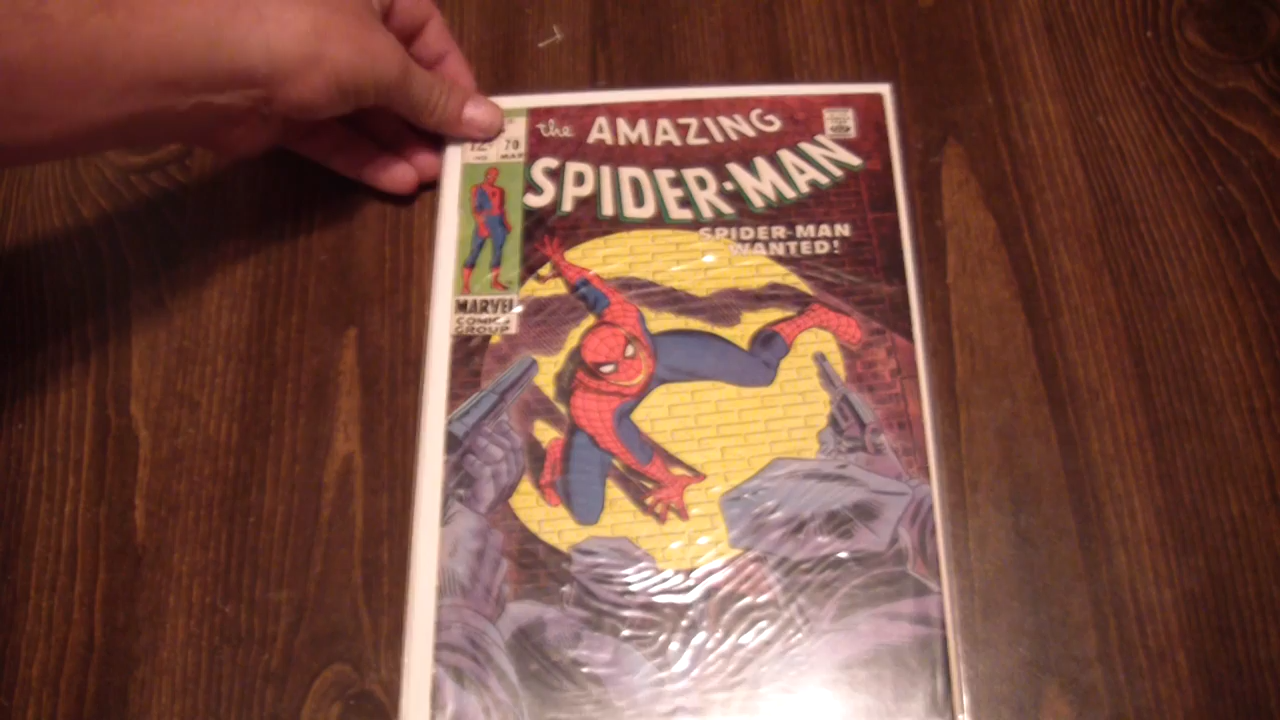 the AMAZING
SPIDER-MAN
SPIDER-MAN
WANTED!
12¢ 70
MAR
MARVEL
COMICS
GROUP